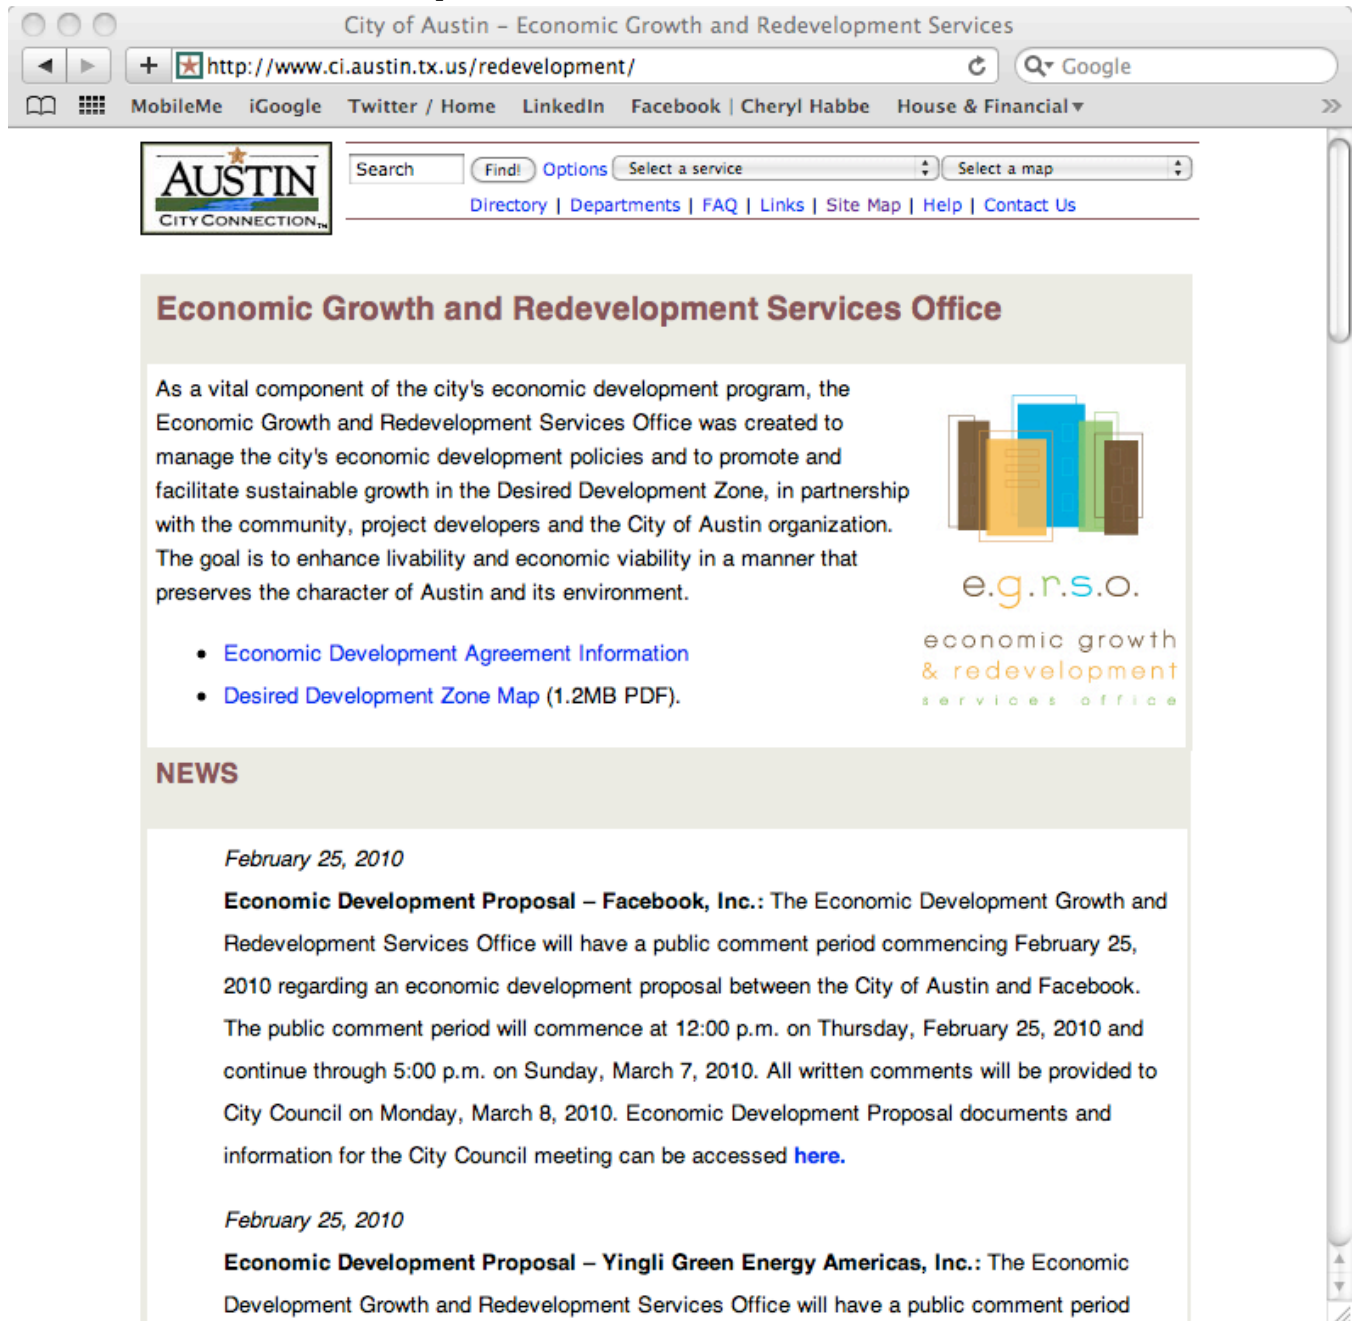 City of Austin – Economic Growth and Redevelopment Services
http://www.ci.austin.tx.us/redevelopment/
Google
MobileMe iGoogle Twitter / Home LinkedIn Facebook | Cheryl Habbe House & Financial
AUSTIN
CITY CONNECTION TM
Search Find! Options Select a service Select a map
Directory | Departments | FAQ | Links | Site Map | Help | Contact Us
Economic Growth and Redevelopment Services Office
As a vital component of the city's economic development program, the
Economic Growth and Redevelopment Services Office was created to
manage the city's economic development policies and to promote and
facilitate sustainable growth in the Desired Development Zone, in partnership
with the community, project developers and the City of Austin organization.
The goal is to enhance livability and economic viability in a manner that
preserves the character of Austin and its environment.
• Economic Development Agreement Information
• Desired Development Zone Map (1.2MB PDF).
e.g.r.s.o.
economic growth
& redevelopment
services office
NEWS
February 25, 2010
Economic Development Proposal – Facebook, Inc.: The Economic Development Growth and
Redevelopment Services Office will have a public comment period commencing February 25,
2010 regarding an economic development proposal between the City of Austin and Facebook.
The public comment period will commence at 12:00 p.m. on Thursday, February 25, 2010 and
continue through 5:00 p.m. on Sunday, March 7, 2010. All written comments will be provided to
City Council on Monday, March 8, 2010. Economic Development Proposal documents and
information for the City Council meeting can be accessed here.
February 25, 2010
Economic Development Proposal – Yingli Green Energy Americas, Inc.: The Economic
Development Growth and Redevelopment Services Office will have a public comment period